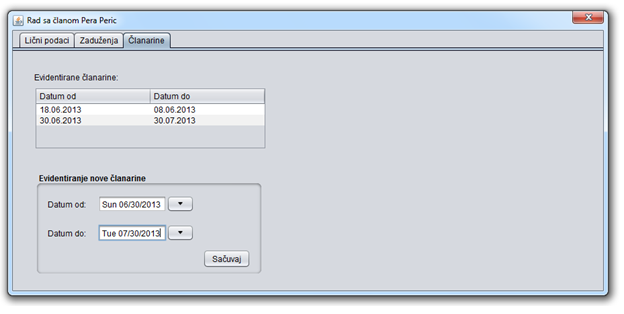 Rad sa članom Pera Peric
Lični podaci Zaduženja Članarine
Evidentirane članarine:
Datum od Datum do
18.06.2013 08.06.2013
30.06.2013 30.07.2013
Evidentiranje nove članarine
Datum od: Sun 06/30/2013
Datum do: Tue 07/30/2013
Sačuvaj